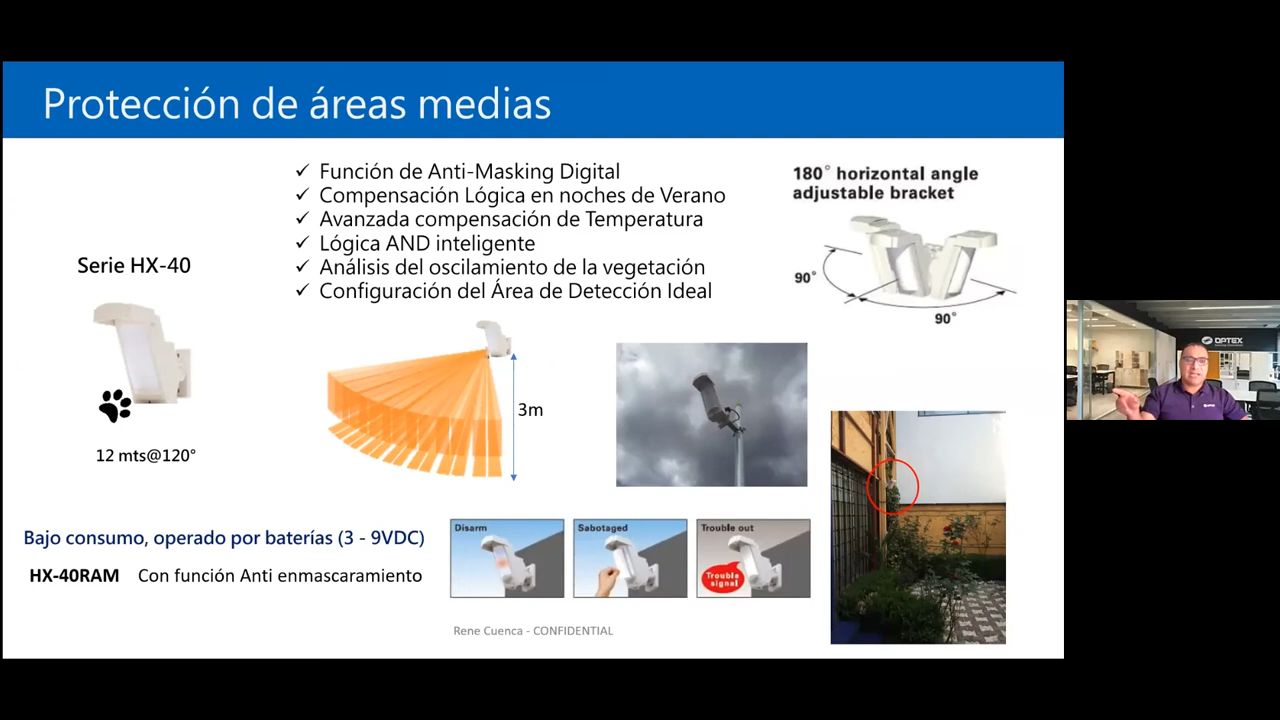 Protección de áreas medias
✓ Función de Anti-Masking Digital
✓ Compensación Lógica en noches de Verano
✓ Avanzada compensación de Temperatura
✓ Lógica AND inteligente
✓ Análisis del oscilamiento de la vegetación
✓ Configuración del Área de Detección Ideal
180° horizontal angle
adjustable bracket
90°
90°
Serie HX-40
12 mts@120°
3m
OPTEX
Bajo consumo, operado por baterías (3 - 9VDC)
HX-40RAM Con función Anti enmascaramiento
Disarm
Sabotaged
Trouble out
Trouble
signal
Rene Cuenca - CONFIDENTIAL